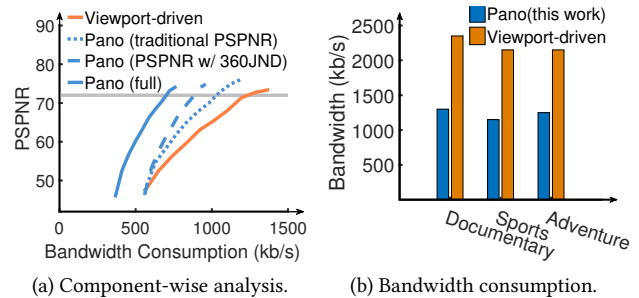 Viewport-driven
Pano (traditional PSPNR)
Pano (PSPNR w/ 360JND)
Pano (full)
PSPNR
90
80
70
60
50
0
500
1000
1500
Bandwidth Consumption (kb/s)
(a) Component-wise analysis.
Pano(this work)
Viewport-driven
Bandwidth (kb/s)
2500
2000
1500
1000
500
Documentary
Sports
Adventure
(b) Bandwidth consumption.